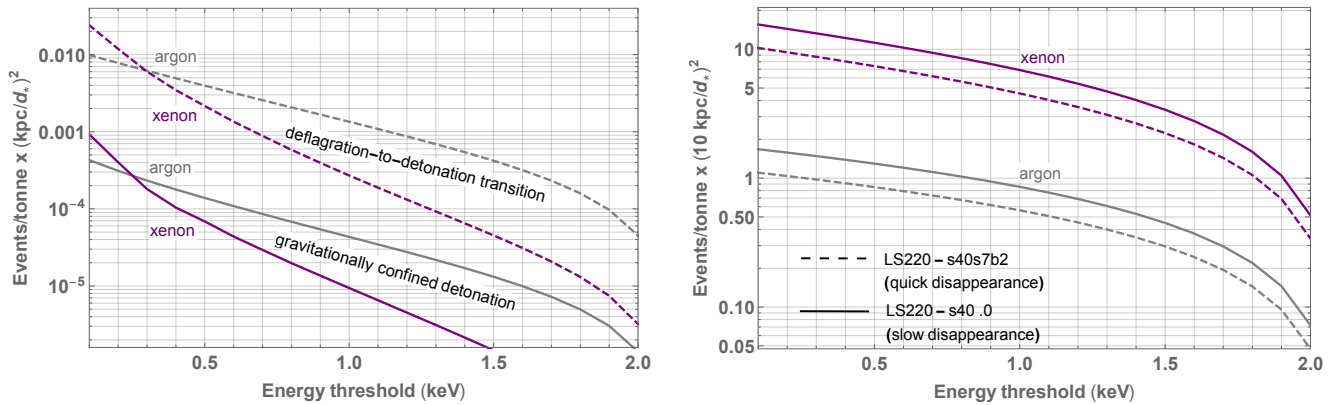 Events/tonne x (kpc/d⋆)²
0.010
0.001
10⁻⁴
10⁻⁵
argon
xenon
deflagration-to-detonation transition
argon
xenon
gravitationally confined detonation
0.5
1.0
1.5
2.0
Energy threshold (keV)
Events/tonne x (10 kpc/d⋆)²
10
5
1
0.50
0.10
0.05
xenon
argon
LS220 - s40s7b2
(quick disappearance)
LS220 - s40 .0
(slow disappearance)
0.5
1.0
1.5
2.0
Energy threshold (keV)